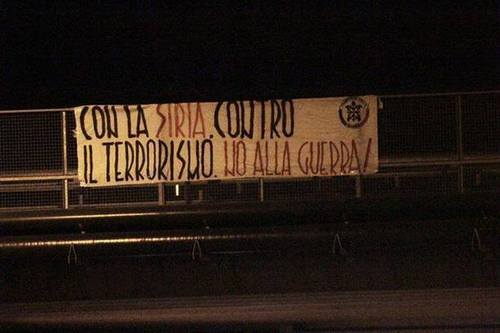 CON LA SIRIA. CONTRO
IL TERRORISMO. NO ALLA GUERRA!